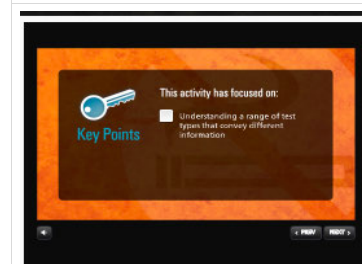 This activity has focused on:
Understanding a range of test
types that convey different
information
Key Points
< PREV
NEXT >